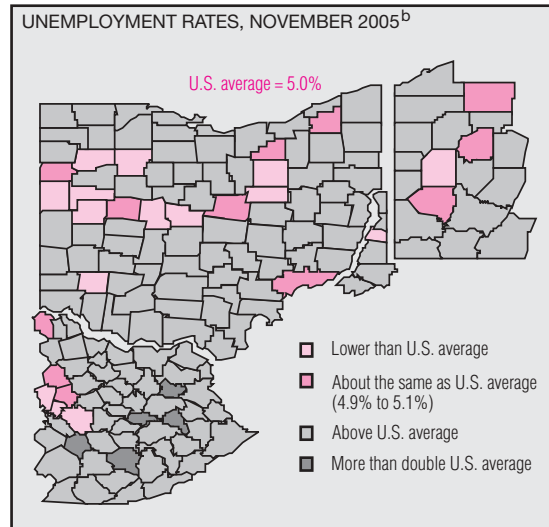 UNEMPLOYMENT RATES, NOVEMBER 2005b
U.S. average = 5.0%
Lower than U.S. average
About the same as U.S. average
(4.9% to 5.1%)
Above U.S. average
More than double U.S. average